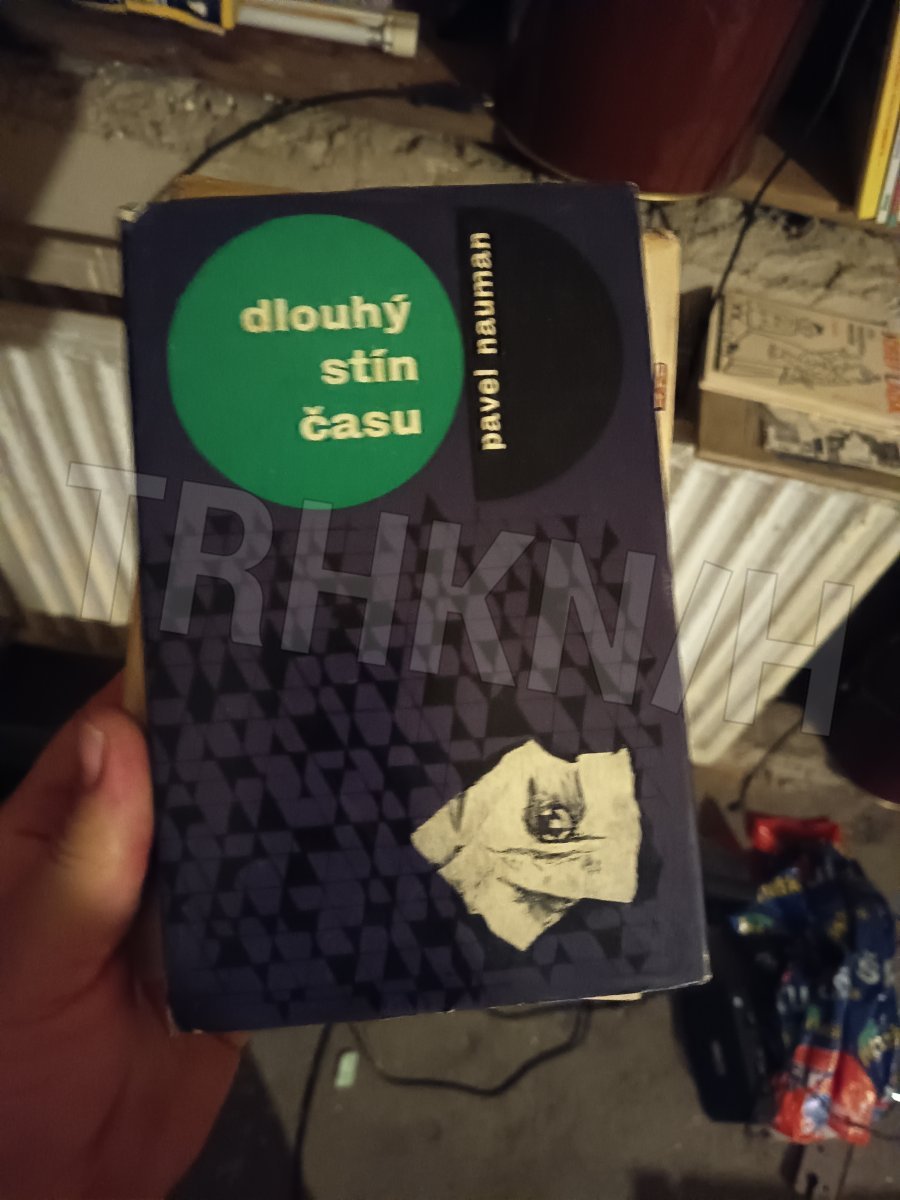 dlouhý
stín
času
pavel nauman
TRHKNIH